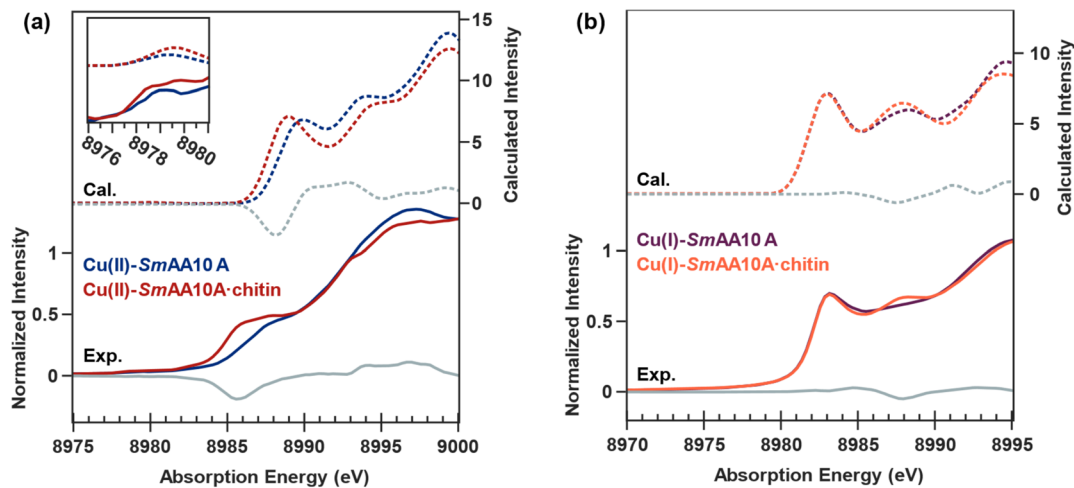 (a)
8976
8978
8980
15
10
5
0
Calculated Intensity
Cal.
Cu(II)-SmAA10 A
Cu(II)-SmAA10A·chitin
Exp.
1
0.5
0
Normalized Intensity
8975
8980
8985
8990
8995
9000
Absorption Energy (eV)
(b)
10
5
0
Calculated Intensity
Cal.
Cu(I)-SmAA10 A
Cu(I)-SmAA10A·chitin
Exp.
1
0.5
0
Normalized Intensity
8970
8975
8980
8985
8990
8995
Absorption Energy (eV)